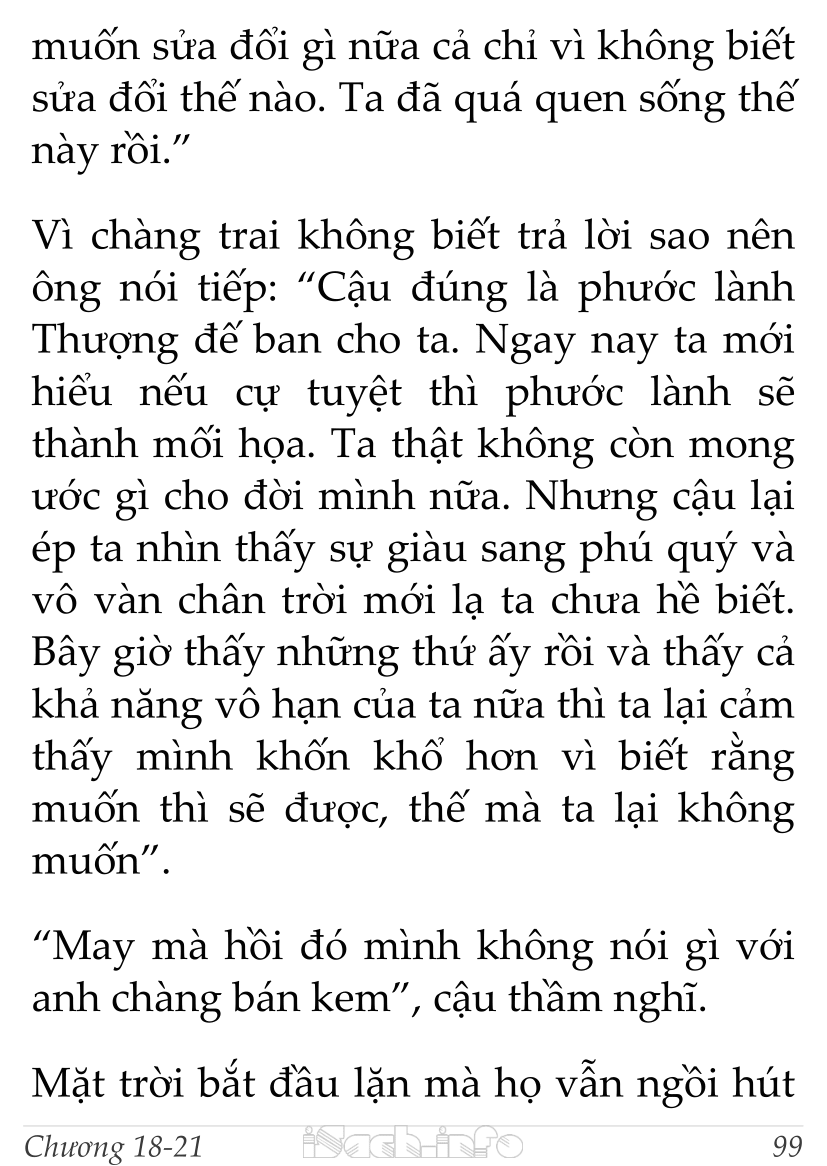 muốn sửa đổi gì nữa cả chỉ vì không biết
sửa đổi thế nào. Ta đã quá quen sống thế
này rồi.”
Vì chàng trai không biết trả lời sao nên
ông nói tiếp: “Cậu đúng là phước lành
Thượng đế ban cho ta. Ngay nay ta mới
hiểu nếu cự tuyệt thì phước lành sẽ
thành mối họa. Ta thật không còn mong
ước gì cho đời mình nữa. Nhưng cậu lại
ép ta nhìn thấy sự giàu sang phú quý và
vô vàn chân trời mới lạ ta chưa hề biết.
Bây giờ thấy những thứ ấy rồi và thấy cả
khả năng vô hạn của ta nữa thì ta lại cảm
thấy mình khốn khổ hơn vì biết rằng
muốn thì sẽ được, thế mà ta lại không
muốn”.
“May mà hồi đó mình không nói gì với
anh chàng bán kem”, cậu thầm nghĩ.
Mặt trời bắt đầu lặn mà họ vẫn ngồi hút
Chương 18-21 iSach.info 99